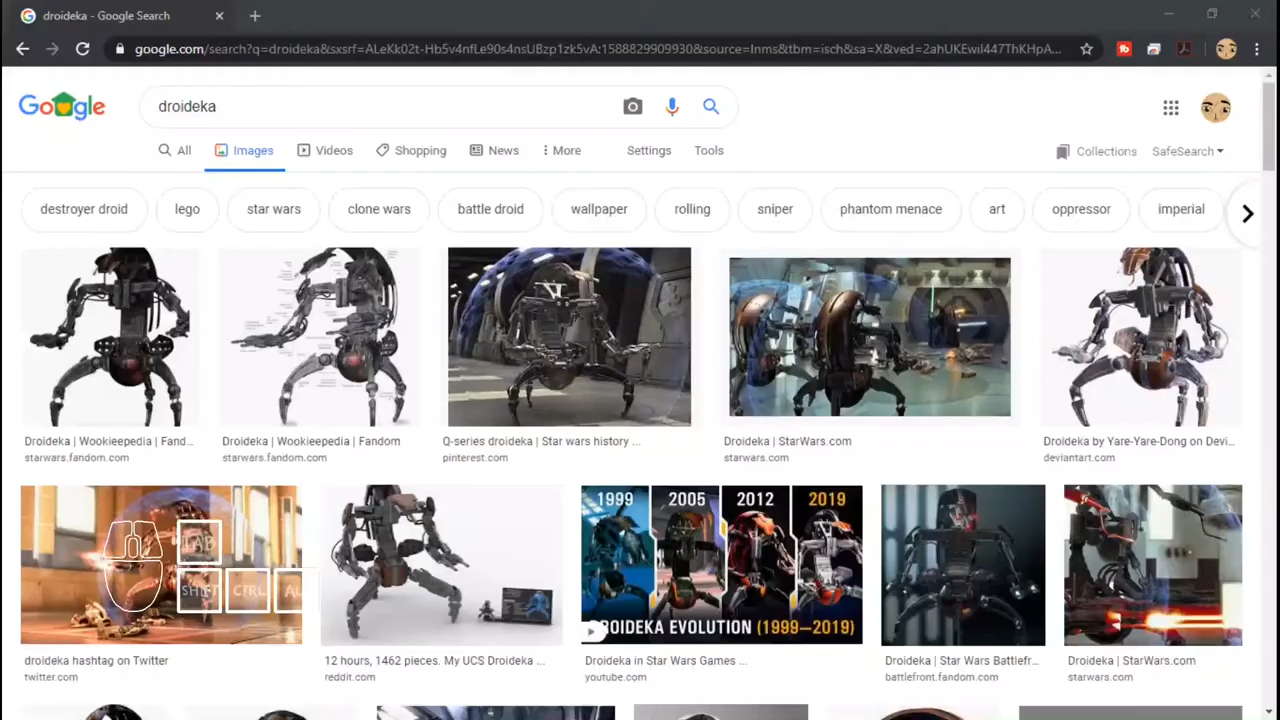 droideka - Google Search
google.com/search?q=droideka&sxsrf=ALeKk02t-Hb5v4nfLe90s4nsUBzp1zk5vA:1588829909930&source=lnms&tbm=isch&sa=X&ved=2ahUKEwiI447ThKHpA...
Google
droideka
All
Images
Videos
Shopping
News
More
Settings
Tools
Collections
SafeSearch
destroyer droid
lego
star wars
clone wars
battle droid
wallpaper
rolling
sniper
phantom menace
art
oppressor
imperial
Droideka | Wookieepedia | Fand...
starwars.fandom.com
Droideka | Wookieepedia | Fandom
starwars.fandom.com
Q-series droideka | Star wars history ...
pinterest.com
Droideka | StarWars.com
starwars.com
Droideka by Yare-Yare-Dong on Devi...
deviantart.com
TAB
SHIFT
CTRL
AL
1999
2005
2012
2019
DROIDEKA EVOLUTION (1999–2019)
droideka hashtag on Twitter
twitter.com
12 hours, 1462 pieces. My UCS Droideka ...
reddit.com
Droideka in Star Wars Games ...
youtube.com
Droideka | Star Wars Battlefr...
battlefront.fandom.com
Droideka | StarWars.com
starwars.com